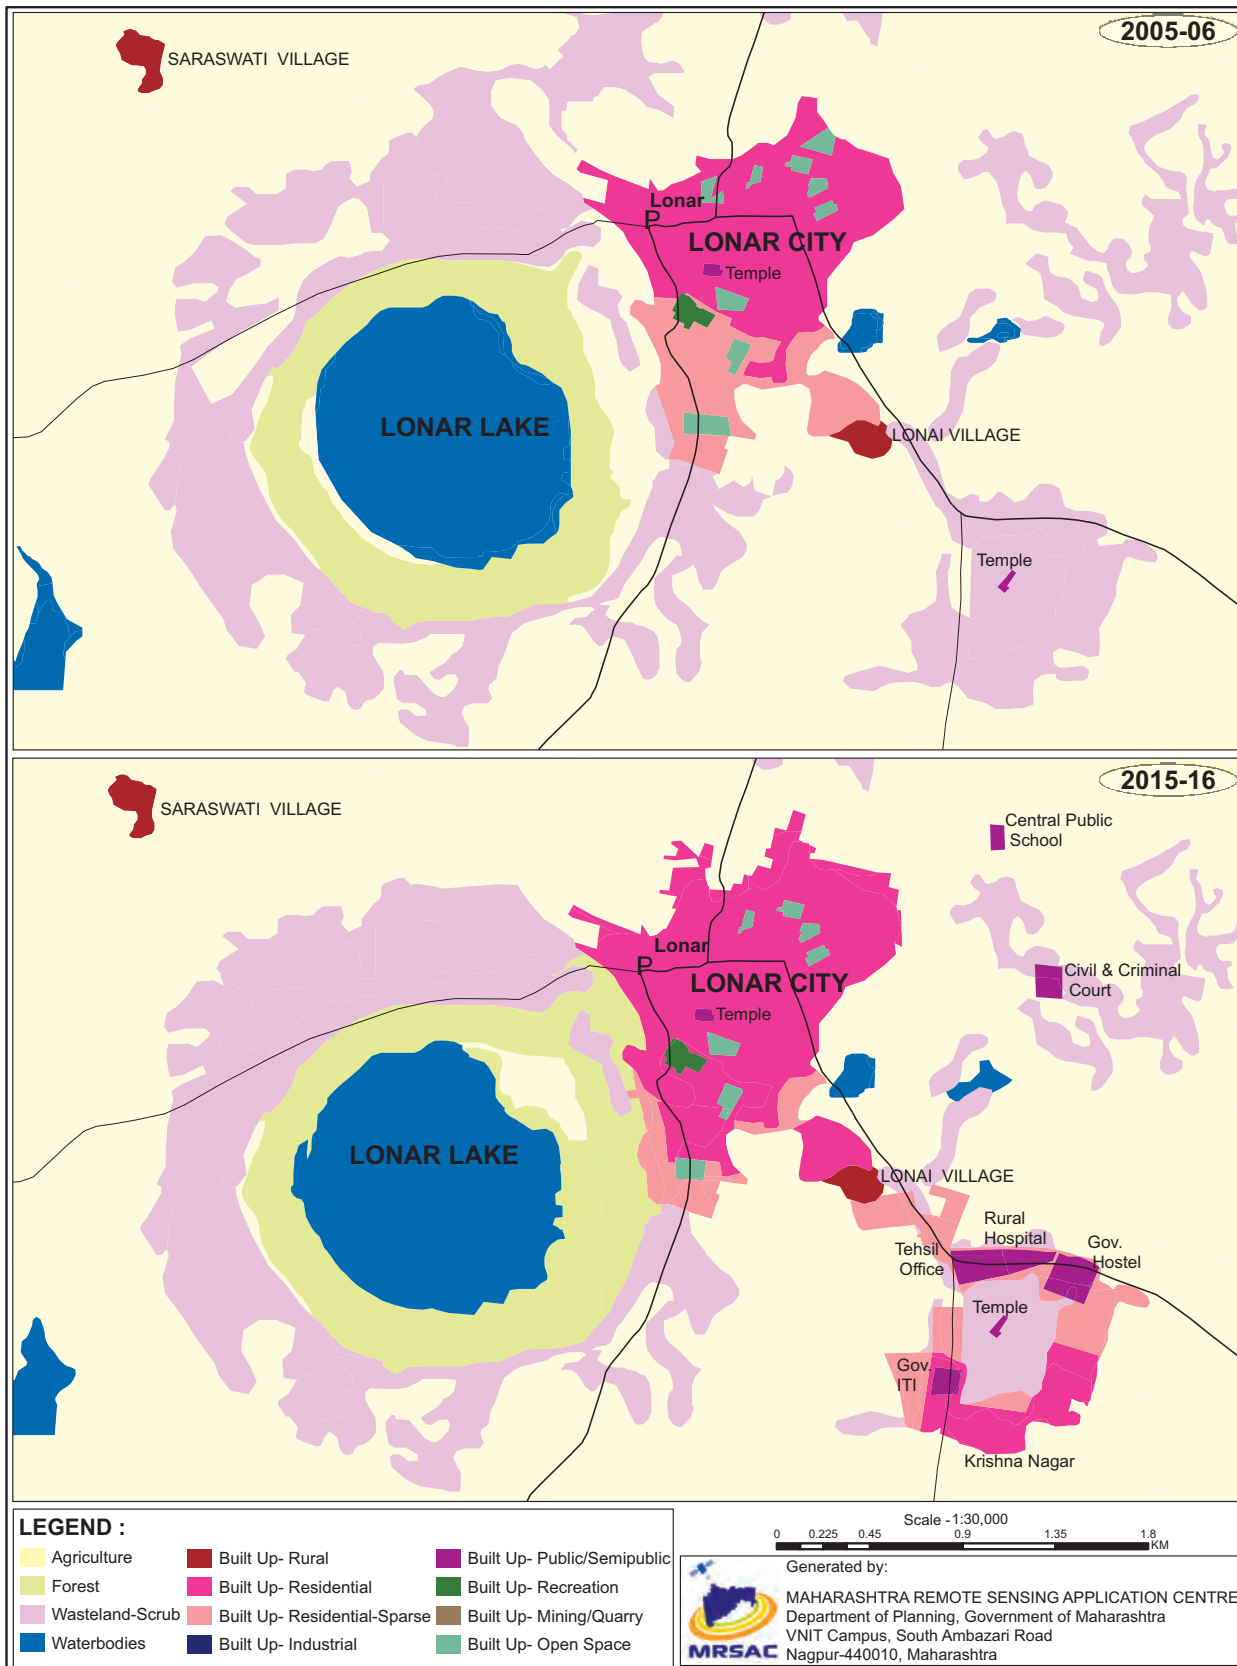 2005-06
SARASWATI VILLAGE
Lonar
P
LONAR CITY
Temple
LONAR LAKE
LONAI VILLAGE
Temple
2015-16
SARASWATI VILLAGE
Central Public
School
Lonar
P
Civil & Criminal
Court
LONAR CITY
Temple
LONAR LAKE
LONAI VILLAGE
Rural
Hospital
Tehsil
Office
Gov.
Hostel
Temple
Gov.
ITI
Krishna Nagar
LEGEND :
Agriculture
Forest
Wasteland-Scrub
Waterbodies
Built Up- Rural
Built Up- Residential
Built Up- Residential-Sparse
Built Up- Industrial
Built Up- Public/Semipublic
Built Up- Recreation
Built Up- Mining/Quarry
Built Up- Open Space
Scale -1:30,000
0 0.225 0.45 0.9 1.35 1.8
KM
MRSAC
Generated by:
MAHARASHTRA REMOTE SENSING APPLICATION CENTRE
Department of Planning, Government of Maharashtra
VNIT Campus, South Ambazari Road
Nagpur-440010, Maharashtra